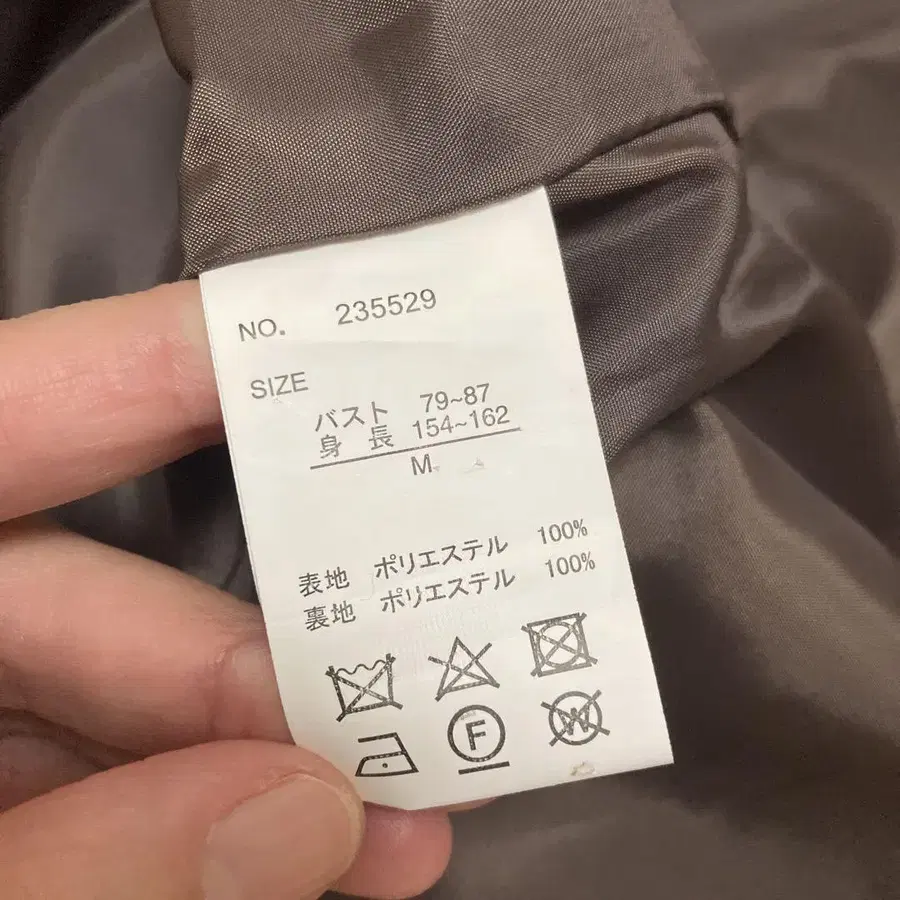 NO. 235529
SIZE
バスト 79~87
身 長 154~162
M
表地 ポリエステル 100%
裏地 ポリエステル 100%
F
W